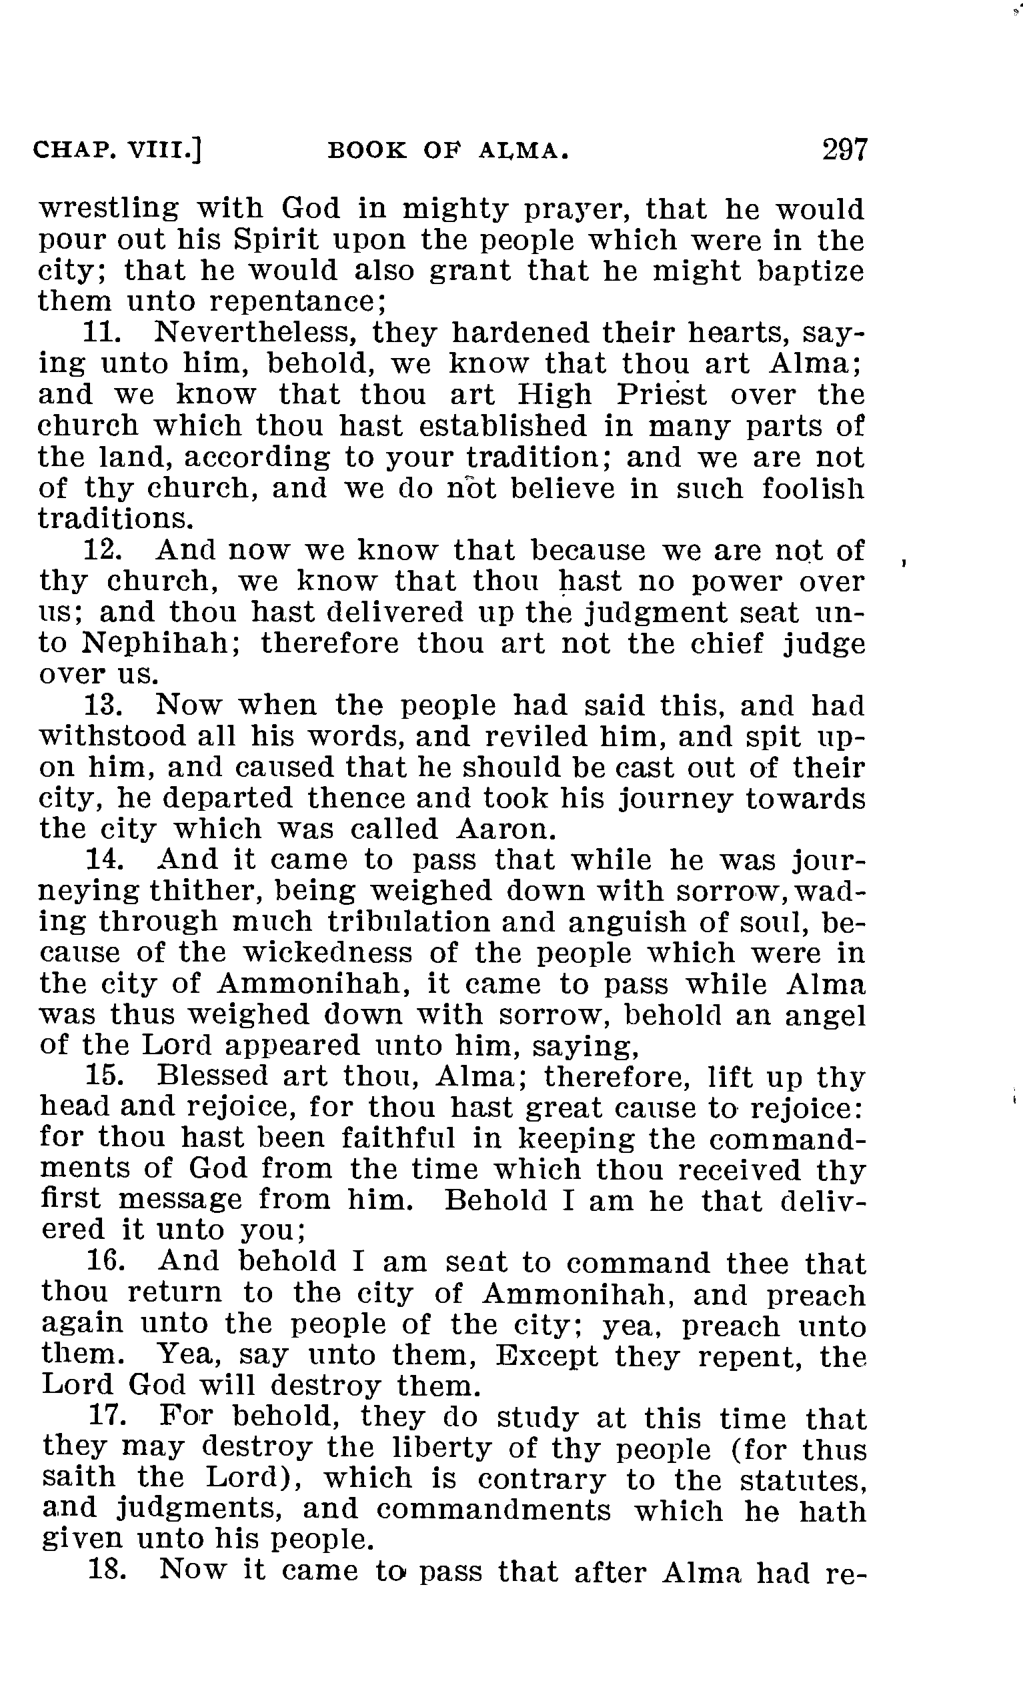 CHAP. VIII.] BOOK OF ALMA. 297
wrestling with God in mighty prayer, that he would
pour out his Spirit upon the people which were in the
city; that he would also grant that he might baptize
them unto repentance;
11. Nevertheless, they hardened their hearts, say-
ing unto him, behold, we know that thou art Alma;
and we know that thou art High Priest over the
church which thou hast established in many parts of
the land, according to your tradition; and we are not
of thy church, and we do not believe in such foolish
traditions.
12. And now we know that because we are not of
thy church, we know that thou hast no power over
us; and thou hast delivered up the judgment seat un-
to Nephihah; therefore thou art not the chief judge
over us.
13. Now when the people had said this, and had
withstood all his words, and reviled him, and spit up-
on him, and caused that he should be cast out of their
city, he departed thence and took his journey towards
the city which was called Aaron.
14. And it came to pass that while he was jour-
neying thither, being weighed down with sorrow, wad-
ing through much tribulation and anguish of soul, be-
cause of the wickedness of the people which were in
the city of Ammonihah, it came to pass while Alma
was thus weighed down with sorrow, behold an angel
of the Lord appeared unto him, saying,
15. Blessed art thou, Alma; therefore, lift up thy
head and rejoice, for thou hast great cause to rejoice:
for thou hast been faithful in keeping the command-
ments of God from the time which thou received thy
first message from him. Behold I am he that deliv-
ered it unto you;
16. And behold I am sent to command thee that
thou return to the city of Ammonihah, and preach
again unto the people of the city; yea, preach unto
them. Yea, say unto them, Except they repent, the
Lord God will destroy them.
17. For behold, they do study at this time that
they may destroy the liberty of thy people (for thus
saith the Lord), which is contrary to the statutes,
and judgments, and commandments which he hath
given unto his people.
18. Now it came to pass that after Alma had re-